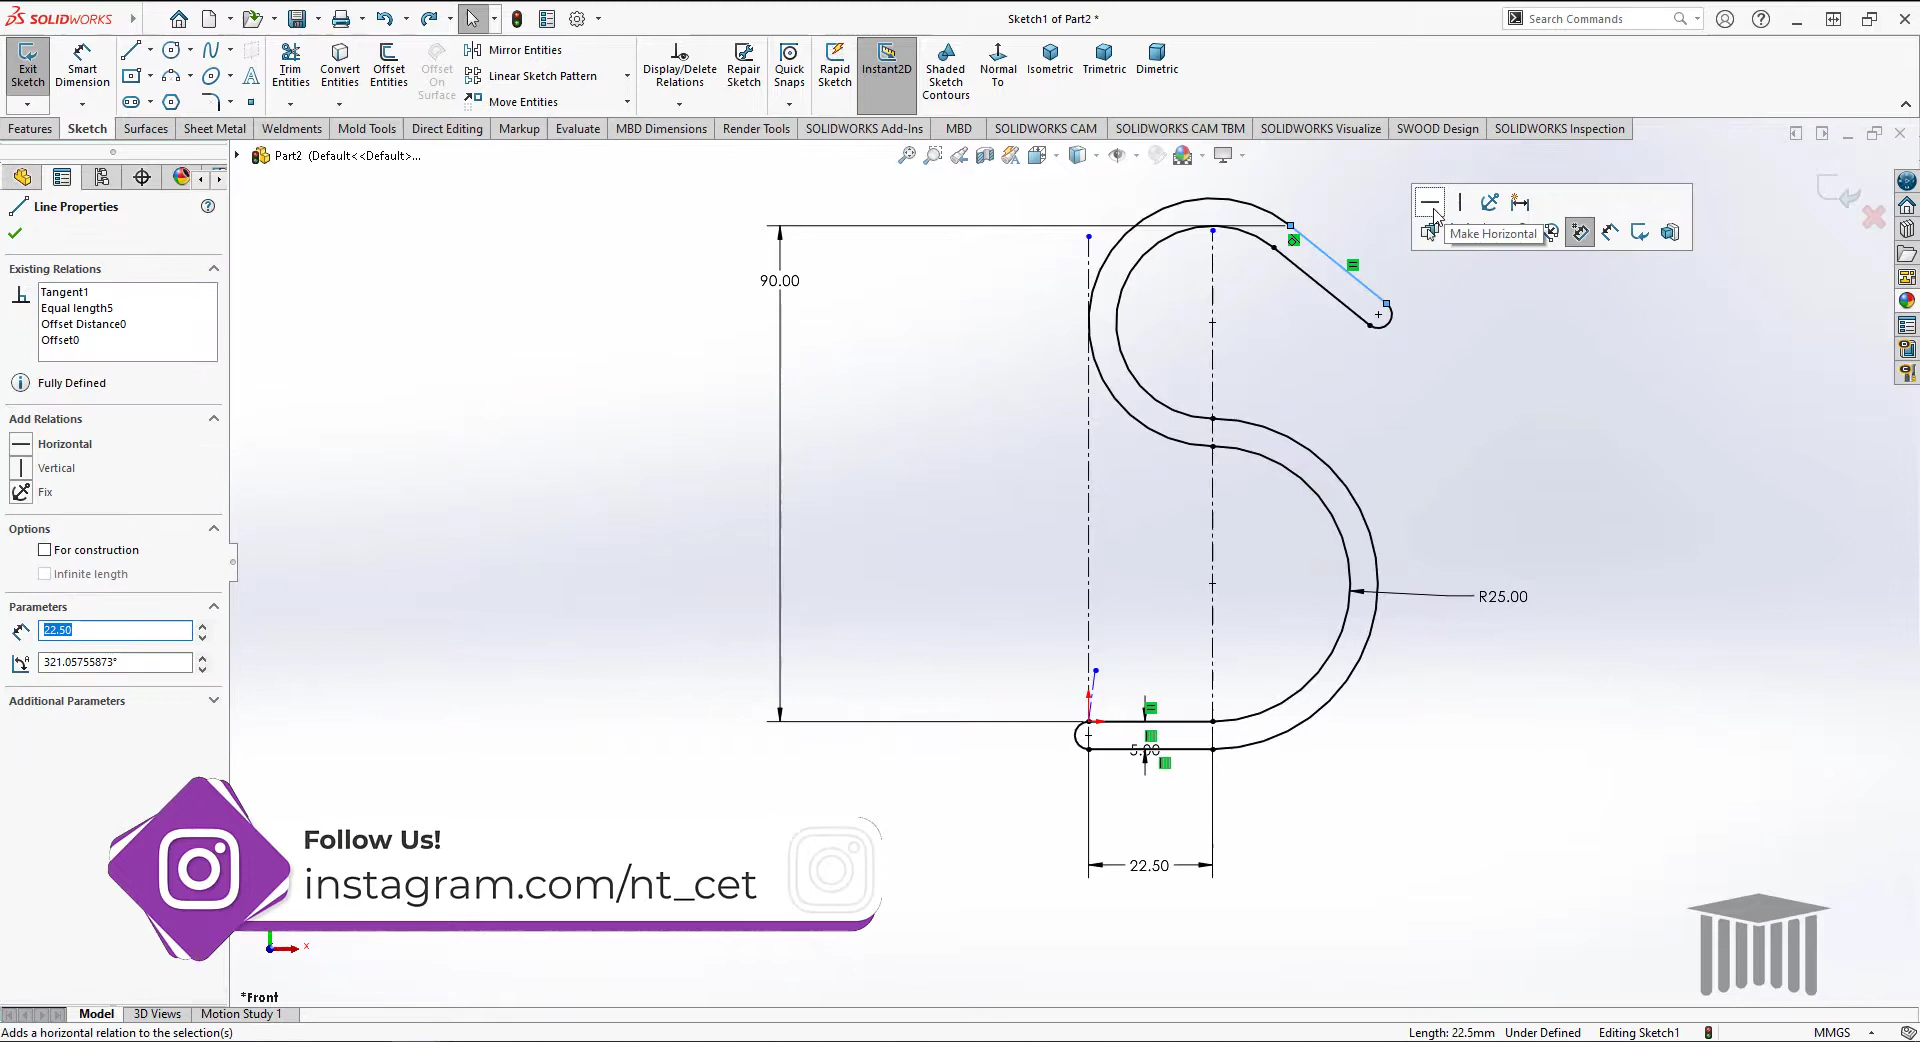 SOLIDWORKS
Sketch1 of Part2 *
Search Commands
Exit Sketch
Smart Dimension
Trim Entities
Convert Entities
Offset Entities
Offset On Surface
Mirror Entities
Linear Sketch Pattern
Move Entities
Display/Delete Relations
Repair Sketch
Quick Snaps
Rapid Sketch
Instant2D
Shaded Sketch Contours
Normal To
Isometric
Trimetric
Dimetric
Features
Sketch
Surfaces
Sheet Metal
Weldments
Mold Tools
Direct Editing
Markup
Evaluate
MBD Dimensions
Render Tools
SOLIDWORKS Add-Ins
MBD
SOLIDWORKS CAM
SOLIDWORKS CAM TBM
SOLIDWORKS Visualize
SWOOD Design
SOLIDWORKS Inspection
Part2 (Default<<Default>...
Line Properties
Existing Relations
Tangent1
Equal length5
Offset Distance0
Offset0
Fully Defined
Add Relations
Horizontal
Vertical
Fix
Options
For construction
Infinite length
Parameters
22.50
321.05755873°
Additional Parameters
Make Horizontal
90.00
R25.00
5.00
22.50
Follow Us!
instagram.com/nt_cet
x
*Front
Model
3D Views
Motion Study 1
Adds a horizontal relation to the selection(s)
Length: 22.5mm
Under Defined
Editing Sketch1
MMGS